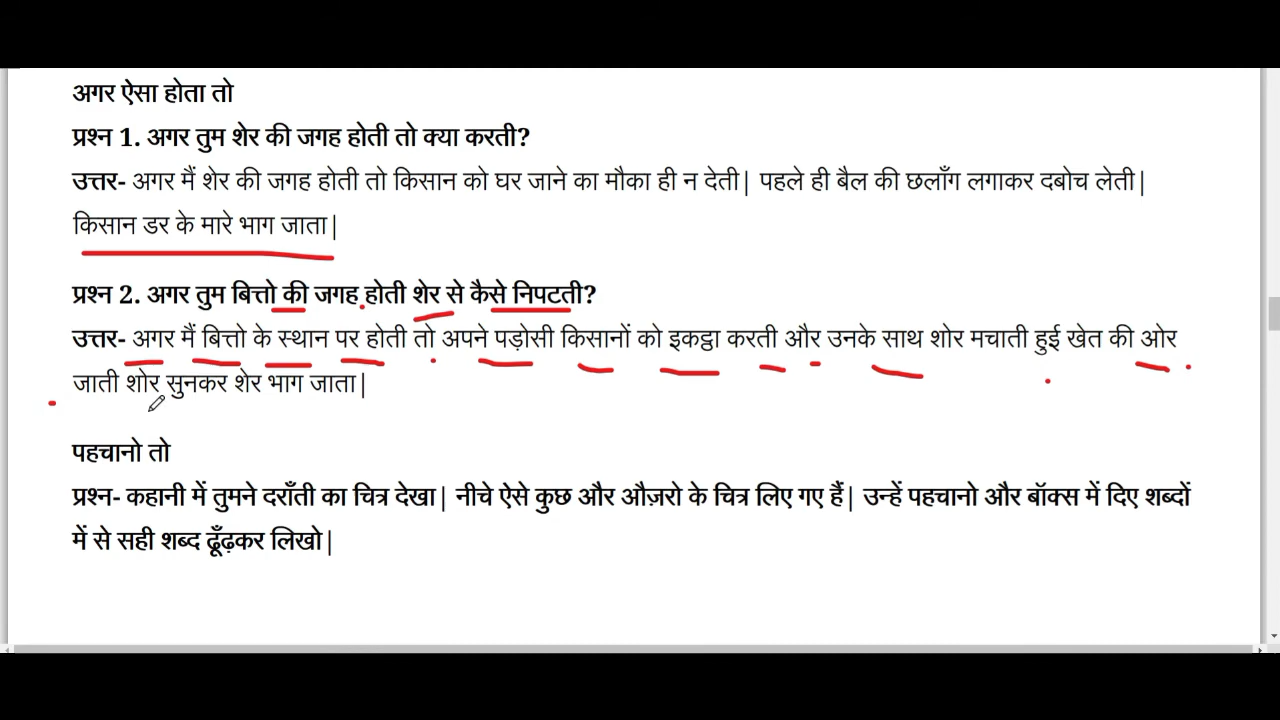 अगर ऐसा होता तो
प्रश्न 1. अगर तुम शेर की जगह होती तो क्या करती?
उत्तर- अगर मैं शेर की जगह होती तो किसान को घर जाने का मौका ही न देती| पहले ही बैल की छलाँग लगाकर दबोच लेती|
किसान डर के मारे भाग जाता|
प्रश्न 2. अगर तुम बित्तो की जगह होती शेर से कैसे निपटती?
उत्तर- अगर मैं बित्तो के स्थान पर होती तो अपने पड़ोसी किसानों को इकट्ठा करती और उनके साथ शोर मचाती हुई खेत की ओर
जाती शोर सुनकर शेर भाग जाता|
पहचानो तो
प्रश्न- कहानी में तुमने दराँती का चित्र देखा| नीचे ऐसे कुछ और औज़रो के चित्र लिए गए हैं| उन्हें पहचानो और बॉक्स में दिए शब्दों
में से सही शब्द ढूँढ़कर लिखो|